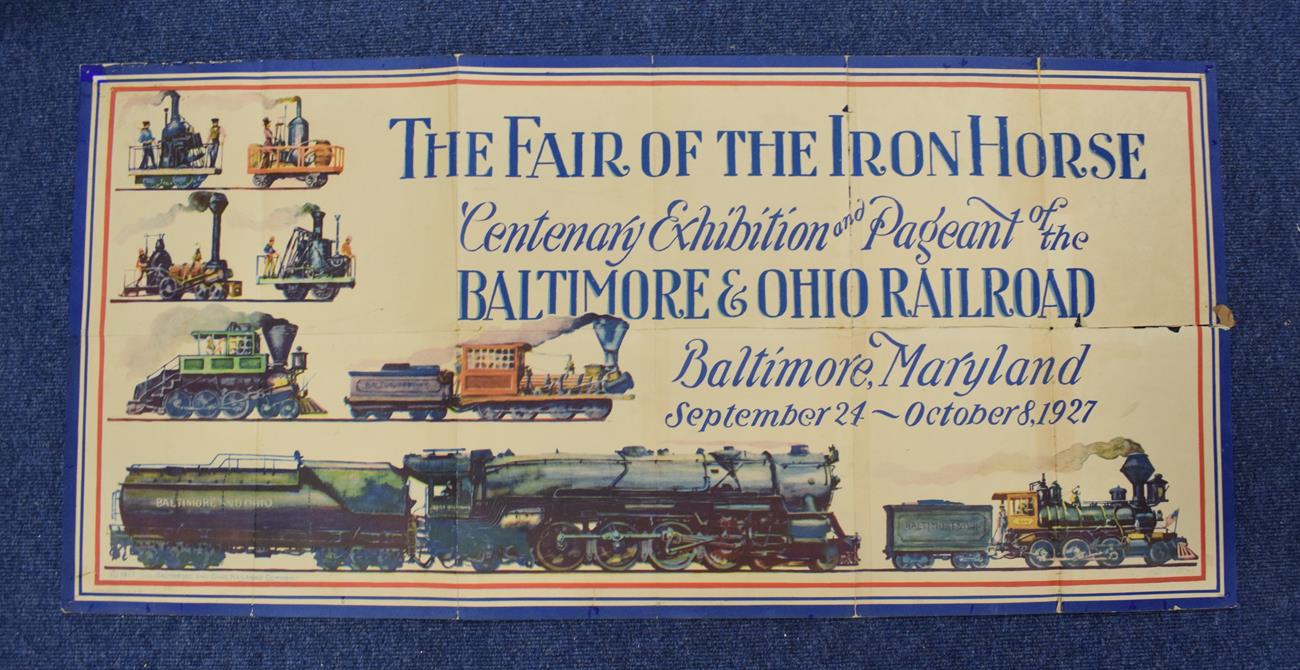 THE FAIR OF THE IRON HORSE
Centenary Exhibition and Pageant of the
BALTIMORE & OHIO RAILROAD
Baltimore, Maryland
September 24 ~ October 8, 1927
BALTIMORE AND OHIO